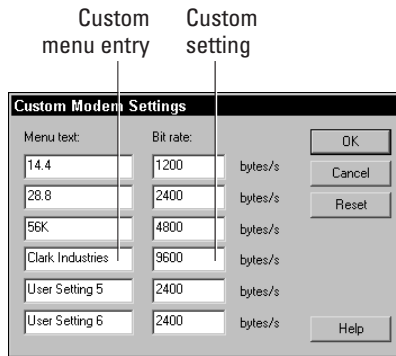 Custom menu entry
Custom setting
Custom Modem Settings
Menu text: Bit rate:
14.4 1200 bytes/s
28.8 2400 bytes/s
56K 4800 bytes/s
Clark Industries 9600 bytes/s
User Setting 5 2400 bytes/s
User Setting 6 2400 bytes/s
OK
Cancel
Reset
Help